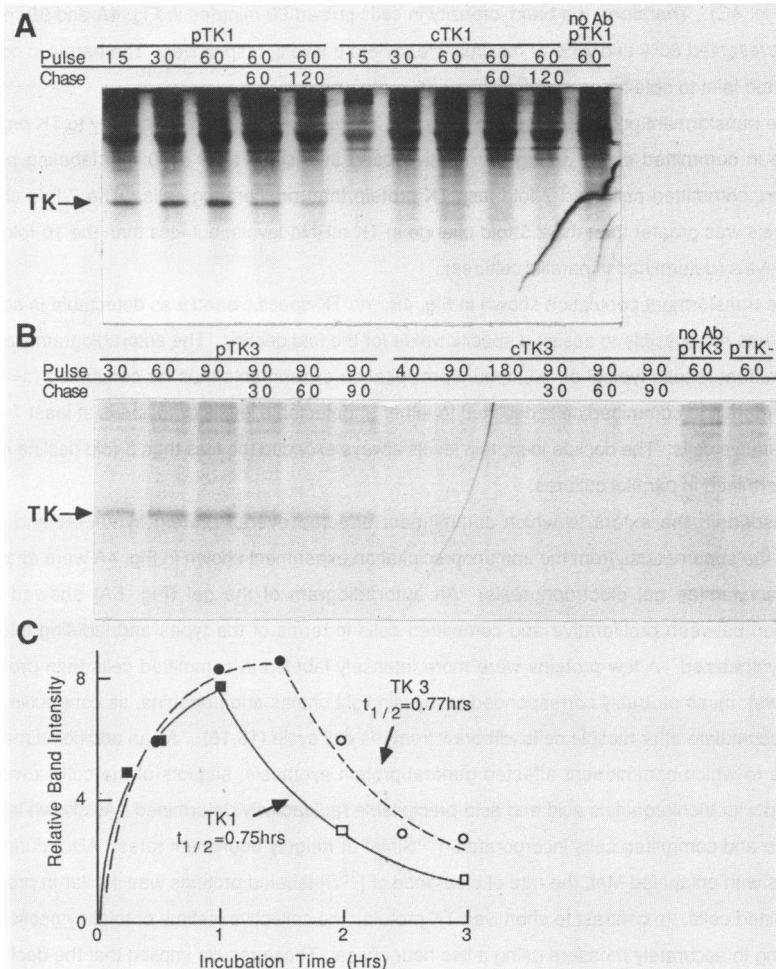 A
pTK1 cTK1 no Ab pTK1
Pulse 15 30 60 60 60 15 30 60 60 60 60
Chase 60 120 60 120
TK
B
pTK3 cTK3 no Ab pTK3 pTK-
Pulse 30 60 90 90 90 90 40 90 180 90 90 90 60 60
Chase 30 60 90 30 60 90
TK
C
Relative Band Intensity
8
4
0
TK 3
t1/2=0.77hrs
TK1
t1/2=0.75hrs
0 1 2 3
Incubation Time (Hrs)